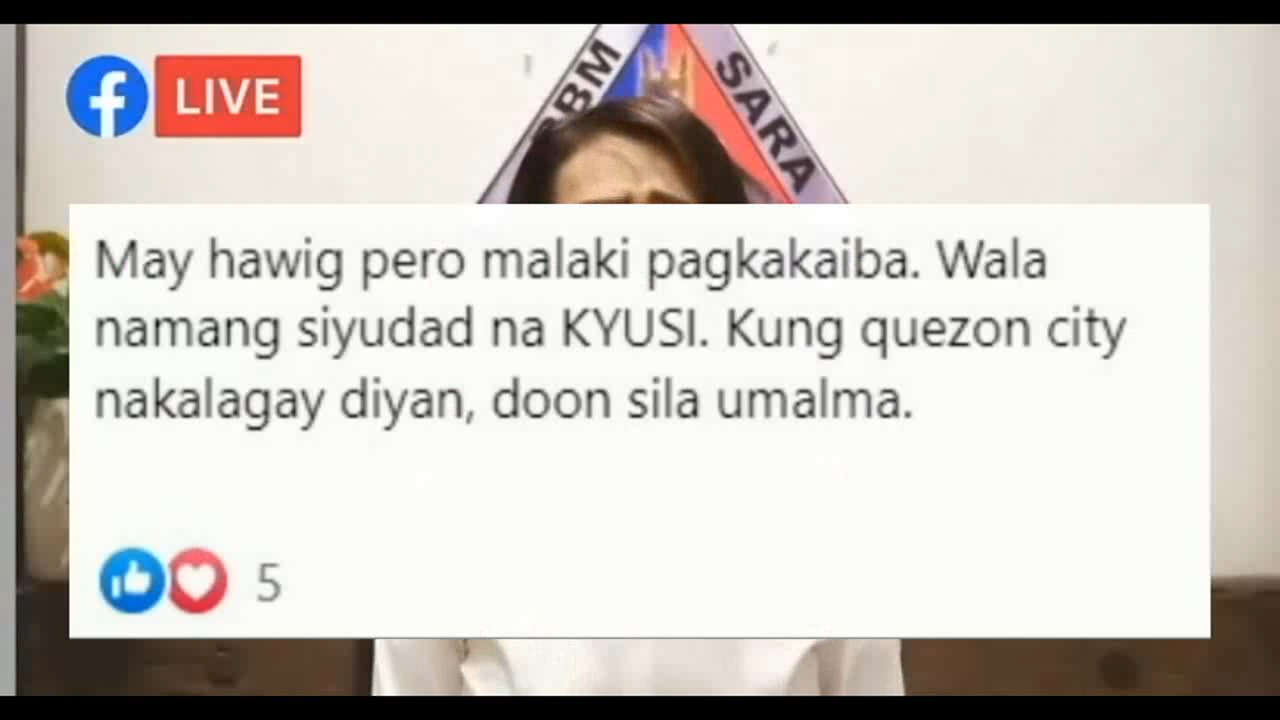 LIVE
BBM
SARA
May hawig pero malaki pagkakaiba. Wala
namang siyudad na KYUSI. Kung quezon city
nakalagay diyan, doon sila umalma.
5